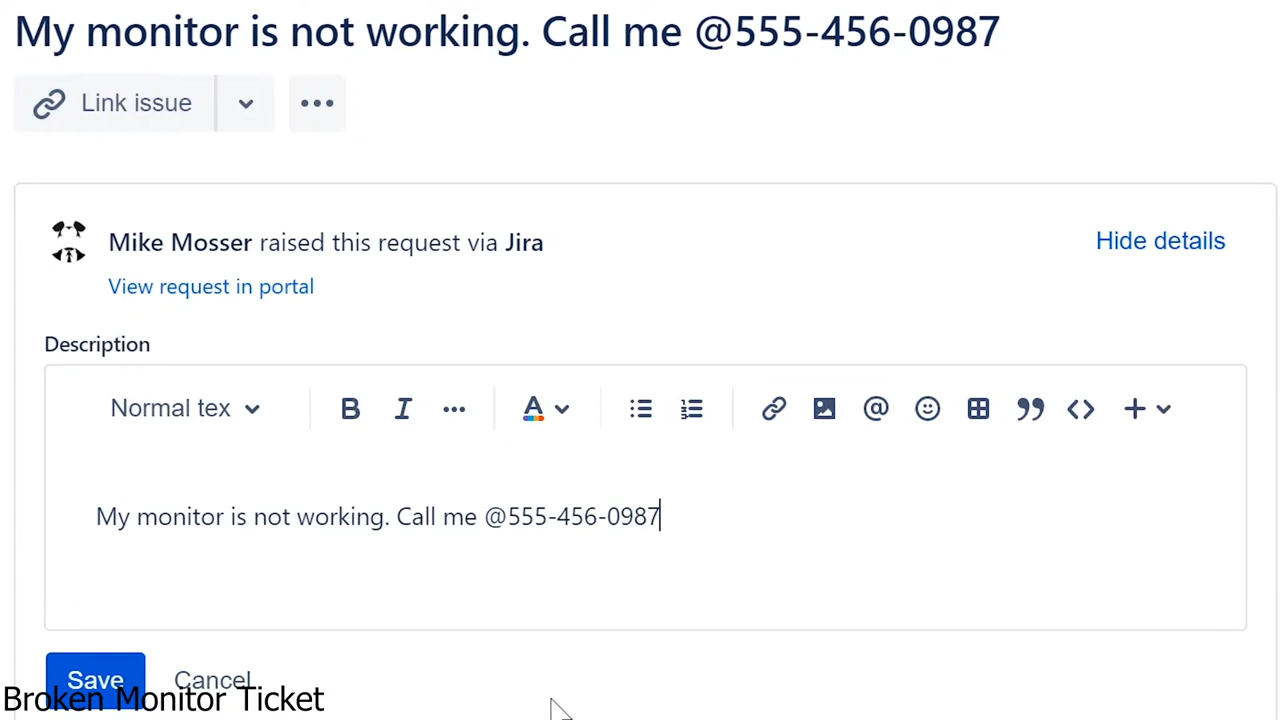 My monitor is not working. Call me @555-456-0987
Link issue
Mike Mosser raised this request via Jira
Hide details
View request in portal
Description
Normal tex
B I A @
My monitor is not working. Call me @555-456-0987
Save Cancel
Broken Monitor Ticket